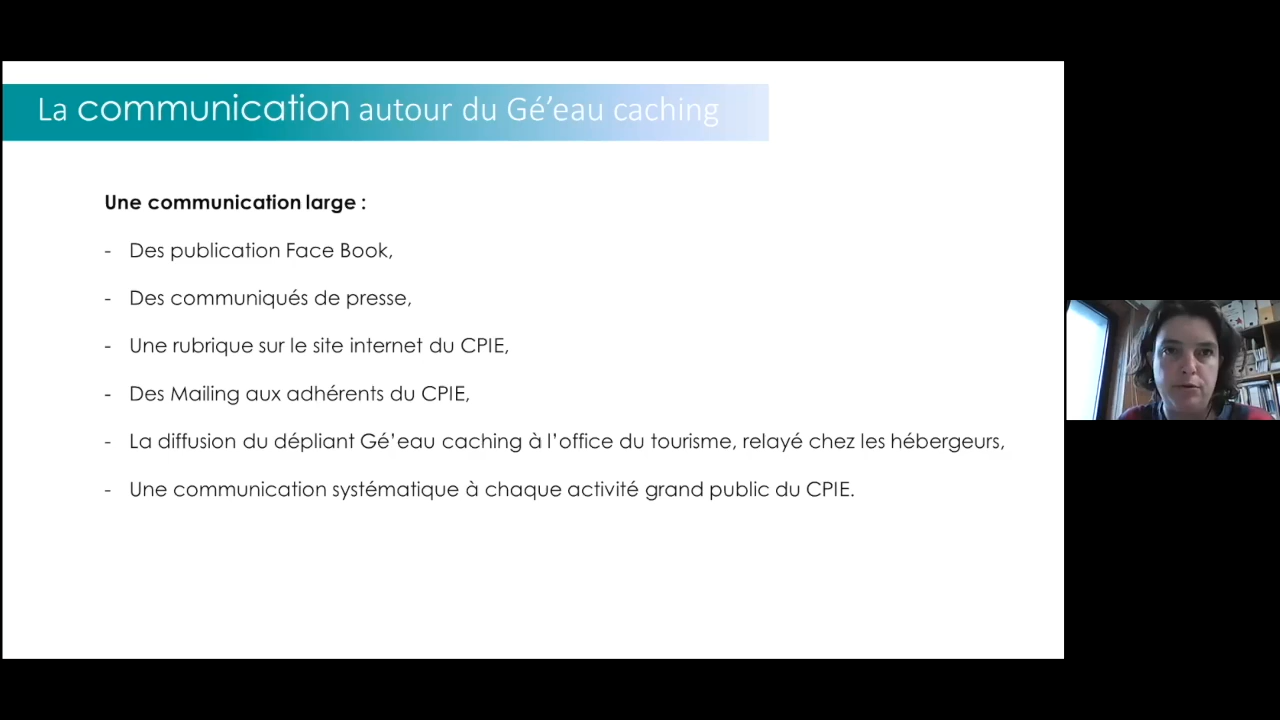 La communication autour du Gé’eau caching
Une communication large :
- Des publication Face Book,
- Des communiqués de presse,
- Une rubrique sur le site internet du CPIE,
- Des Mailing aux adhérents du CPIE,
- La diffusion du dépliant Gé’eau caching à l’office du tourisme, relayé chez les hébergeurs,
- Une communication systématique à chaque activité grand public du CPIE.